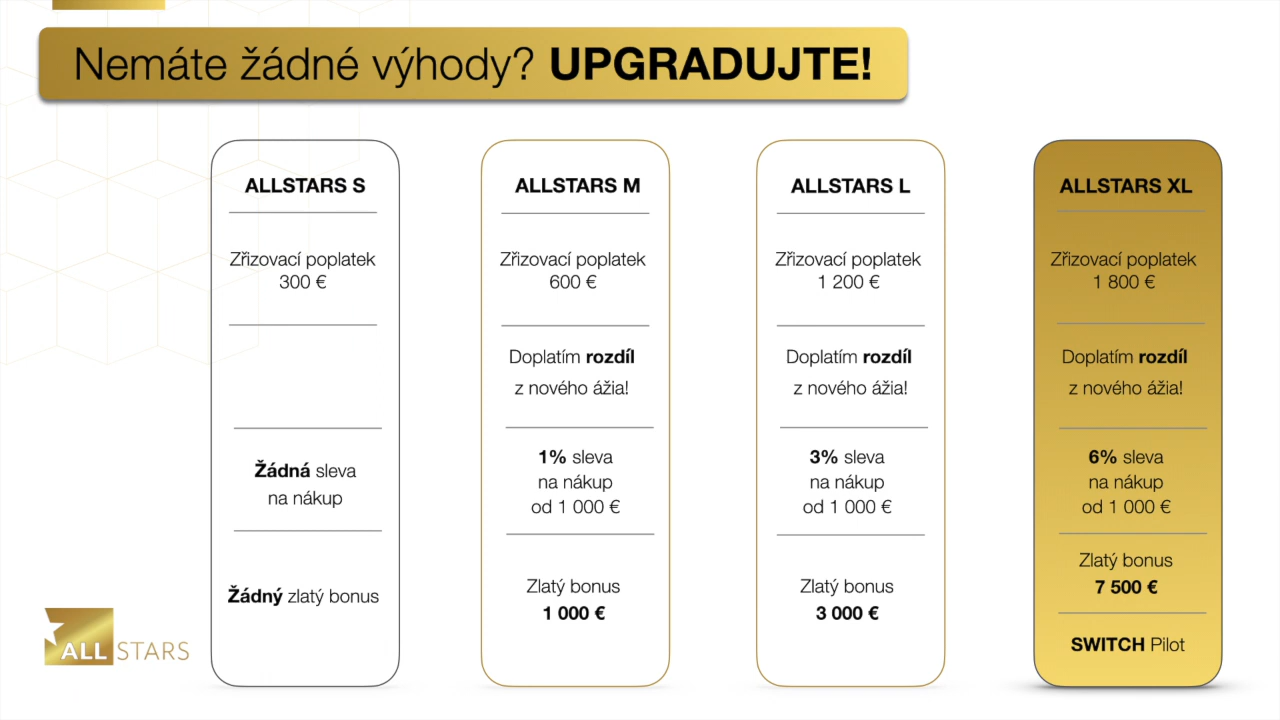 Nemáte žádné výhody? UPGRADUJTE!
ALLSTARS S
Zřizovací poplatek
300 €
Žádná sleva
na nákup
Žádný zlatý bonus
ALLSTARS M
Zřizovací poplatek
600 €
Doplatím rozdíl
z nového ážia!
1% sleva
na nákup
od 1 000 €
Zlatý bonus
1 000 €
ALLSTARS L
Zřizovací poplatek
1 200 €
Doplatím rozdíl
z nového ážia!
3% sleva
na nákup
od 1 000 €
Zlatý bonus
3 000 €
ALLSTARS XL
Zřizovací poplatek
1 800 €
Doplatím rozdíl
z nového ážia!
6% sleva
na nákup
od 1 000 €
Zlatý bonus
7 500 €
SWITCH Pilot
ALL STARS